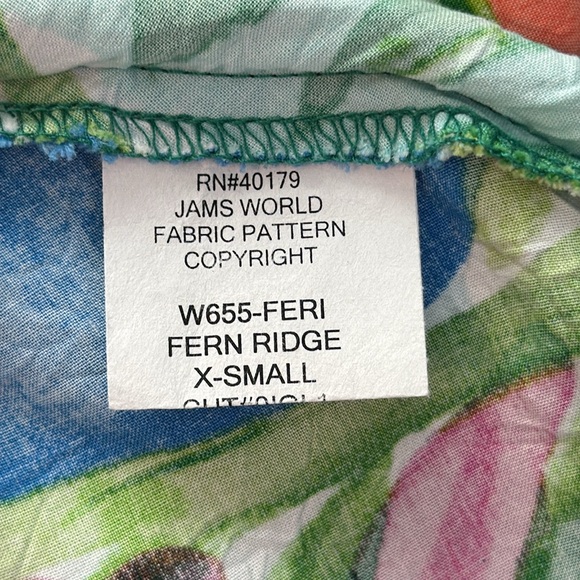 RN#40179
JAMS WORLD
FABRIC PATTERN
COPYRIGHT
W655-FERI
FERN RIDGE
X-SMALL